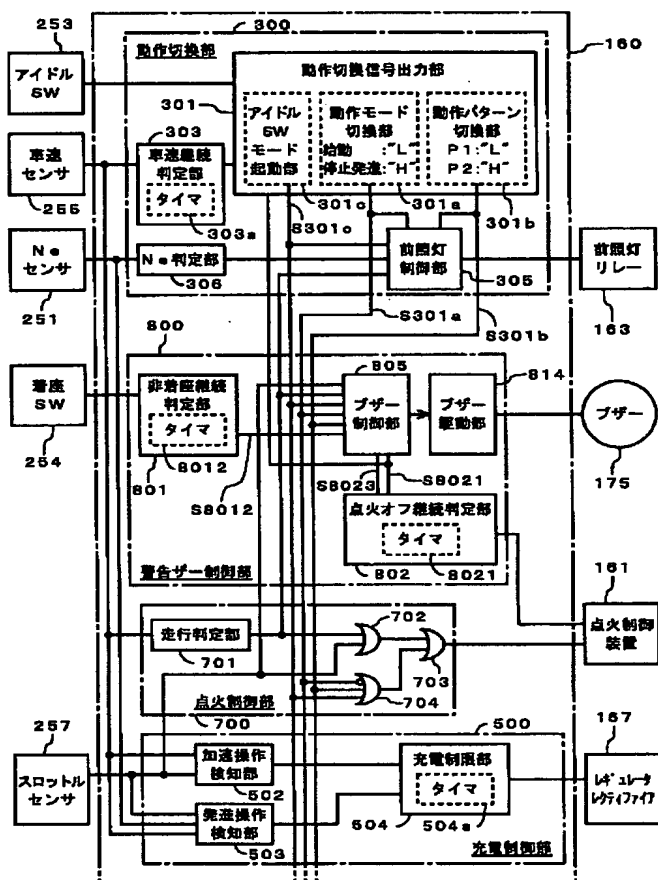 253
300
160
動作切換部
アイドル
SW
動作切換信号出力部
301
アイドル
SW
モード
起動部
動作モード
切換部
始動 :"L"
停止発進:"H"
動作パターン
切換部
P1:"L"
P2:"H"
303
車速
センサ
車速継続
判定部
タイマ
255
303a
301c
S301c
301a
301b
Ne
センサ
Ne判定部
306
前照灯
制御部
305
前照灯
リレー
251
163
S301a
S301b
800
805
814
着座
SW
非着座継続
判定部
タイマ
ブザー
制御部
ブザー
駆動部
ブザー
254
8012
801
175
S8012
S8023
S8021
点火オフ継続判定部
タイマ
802
8021
警告ザー制御部
161
702
走行判定部
701
703
点火制御
装置
704
点火制御部
700
257
500
167
スロットル
センサ
加速操作
検知部
502
充電制限部
タイマ
レギュレータ
レクティファイア
発進操作
検知部
503
504
504a
充電制御部